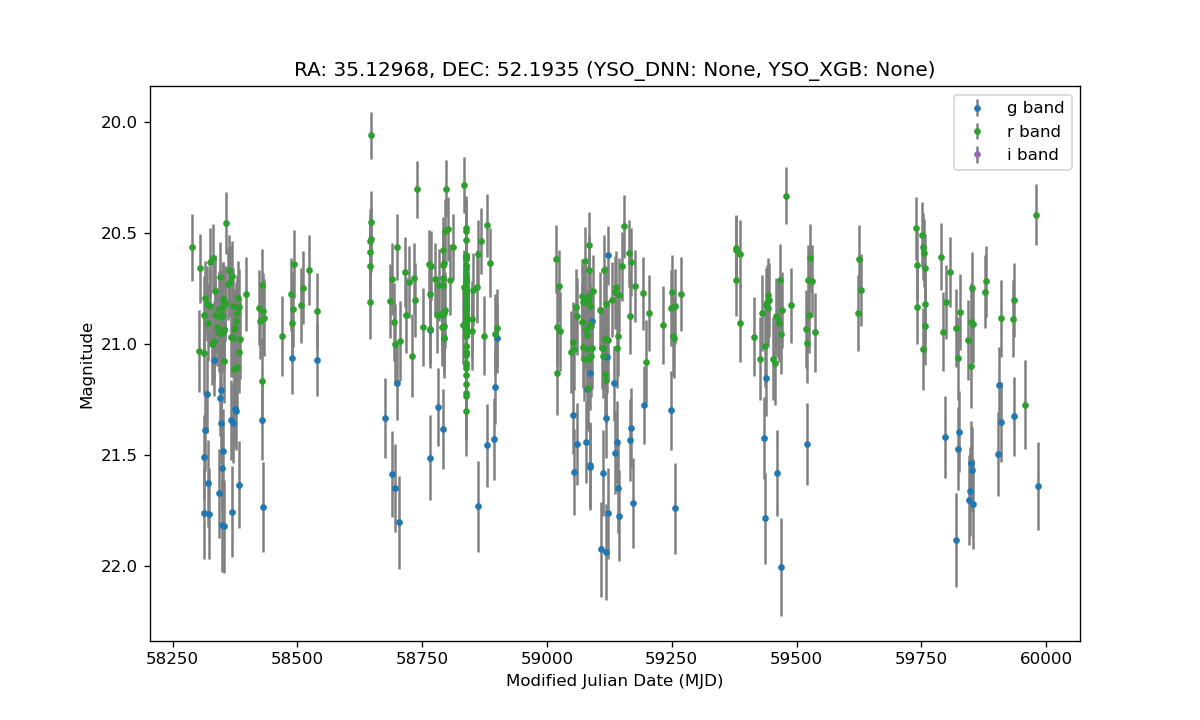 RA: 35.12968, DEC: 52.1935 (YSO_DNN: None, YSO_XGB: None)
g band
r band
i band
20.0
20.5
21.0
21.5
22.0
Magnitude
58250 58500 58750 59000 59250 59500 59750 60000
Modified Julian Date (MJD)